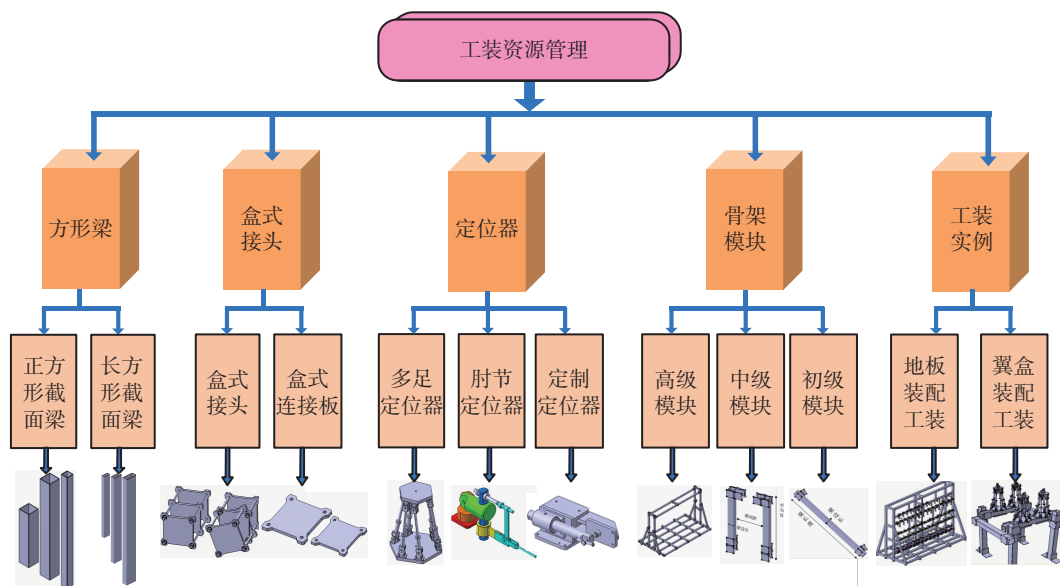 工装资源管理
方形梁
盒式
接头
定位器
骨架
模块
工装
实例
正方
形截
面梁
长方
形截
面梁
盒式
接头
盒式
连接板
多足
定位器
肘节
定位器
定制
定位器
高级
模块
中级
模块
初级
模块
地板
装配
工装
翼盒
装配
工装